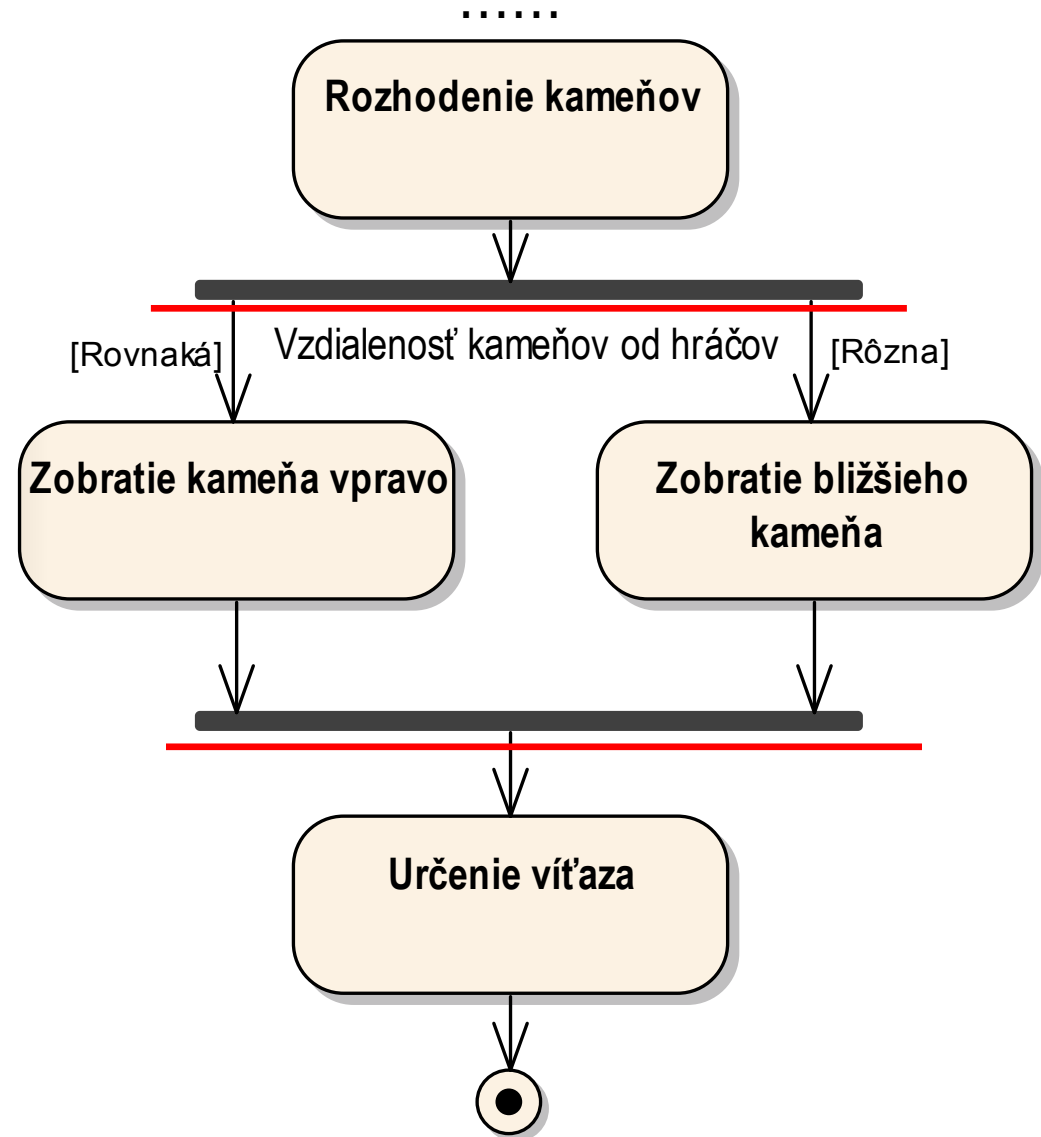 ......
Rozhodenie kameňov
[Rovnaká]
Vzdialenosť kameňov od hráčov
[Rôzna]
Zobratie kameňa vpravo
Zobratie bližšieho
kameňa
Určenie víťaza